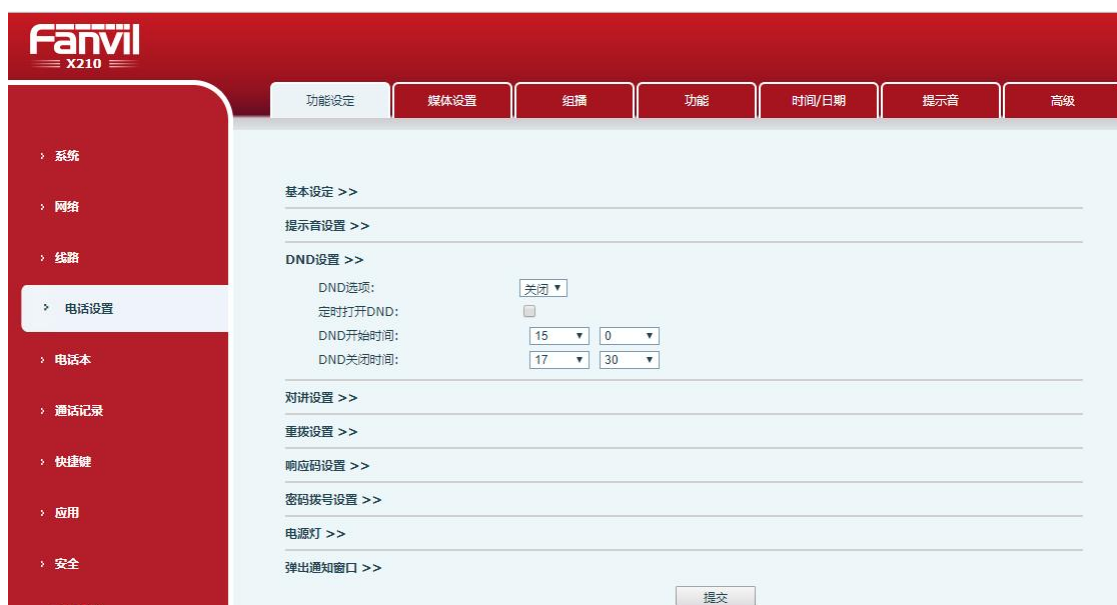 Fanvil
X210
功能设定 媒体设置 组播 功能 时间/日期 提示音 高级
系统
网络
线路
电话设置
电话本
通话记录
快捷键
应用
安全
基本设定 >>
提示音设置 >>
DND设置 >>
DND选项: 关闭
定时打开DND:
DND开始时间: 15 0
DND关闭时间: 17 30
对讲设置 >>
重拨设置 >>
响应码设置 >>
密码拨号设置 >>
电源灯 >>
弹出通知窗口 >>
提交